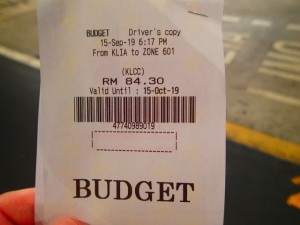 BUDGET Driver's copy
15-Sep-19 6:17 PM
From KLIA to ZONE 601
(KLCC)
RM 84.30
Valid Until : 15-Oct-19
47740989019
BUDGET